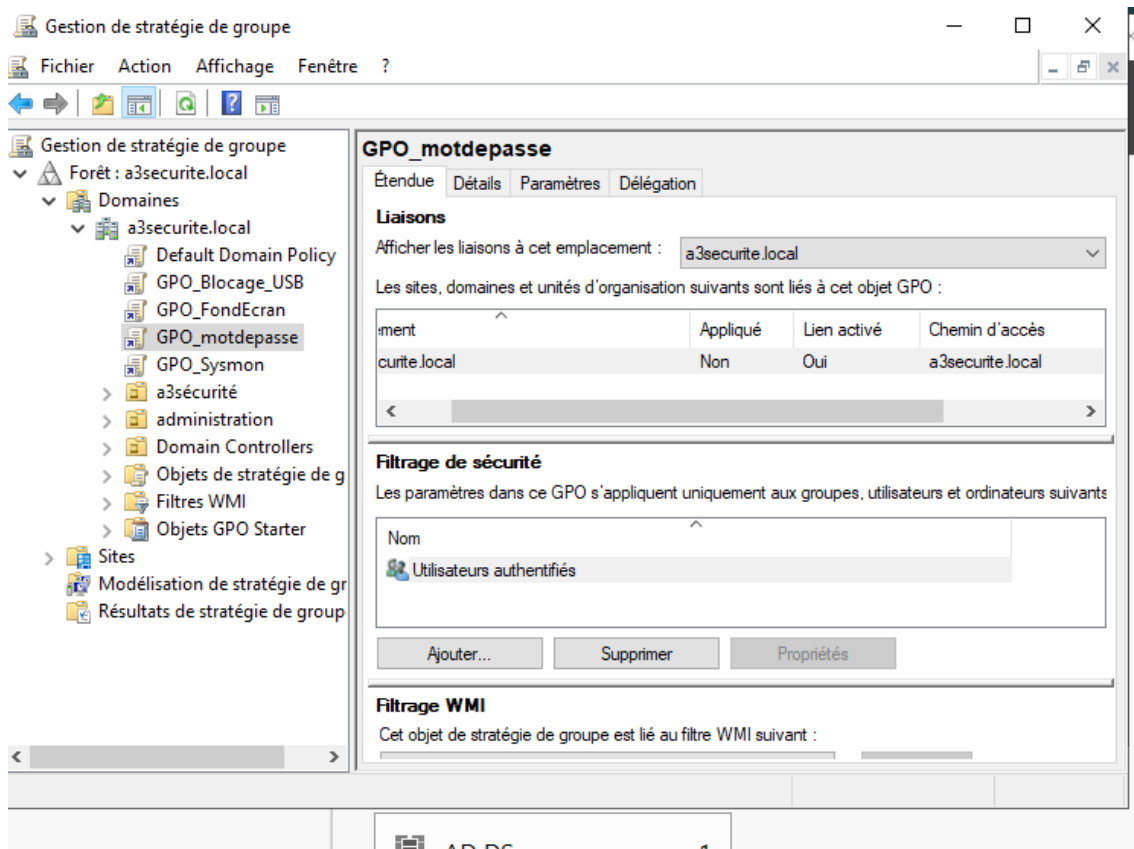 Gestion de stratégie de groupe
Fichier Action Affichage Fenêtre ?
Gestion de stratégie de groupe
Forêt : a3securite.local
Domaines
a3securite.local
Default Domain Policy
GPO_Blocage_USB
GPO_FondEcran
GPO_motdepasse
GPO_Sysmon
a3sécurité
administration
Domain Controllers
Objets de stratégie de g
Filtres WMI
Objets GPO Starter
Sites
Modélisation de stratégie de gr
Résultats de stratégie de group
GPO_motdepasse
Étendue Détails Paramètres Délégation
Liaisons
Afficher les liaisons à cet emplacement : a3securite.local
Les sites, domaines et unités d'organisation suivants sont liés à cet objet GPO :
ement Appliqué Lien activé Chemin d'accès
curite.local Non Oui a3securite.local
Filtrage de sécurité
Les paramètres dans ce GPO s'appliquent uniquement aux groupes, utilisateurs et ordinateurs suivants
Nom
Utilisateurs authentifiés
Ajouter... Supprimer Propriétés
Filtrage WMI
Cet objet de stratégie de groupe est lié au filtre WMI suivant :